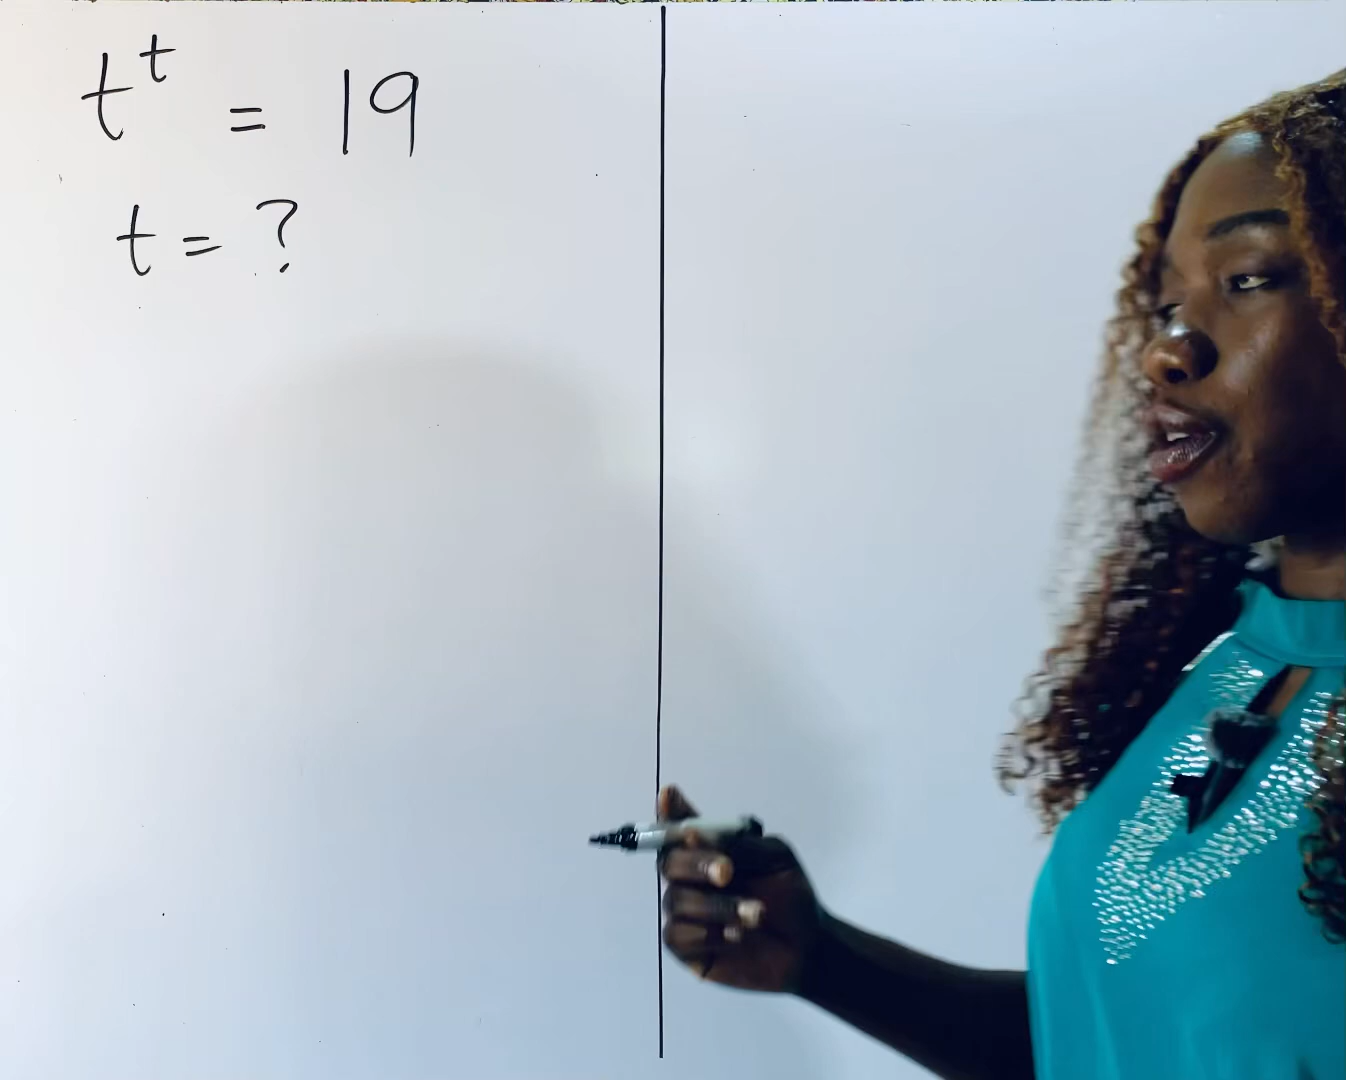 t^t = 19
t = ?